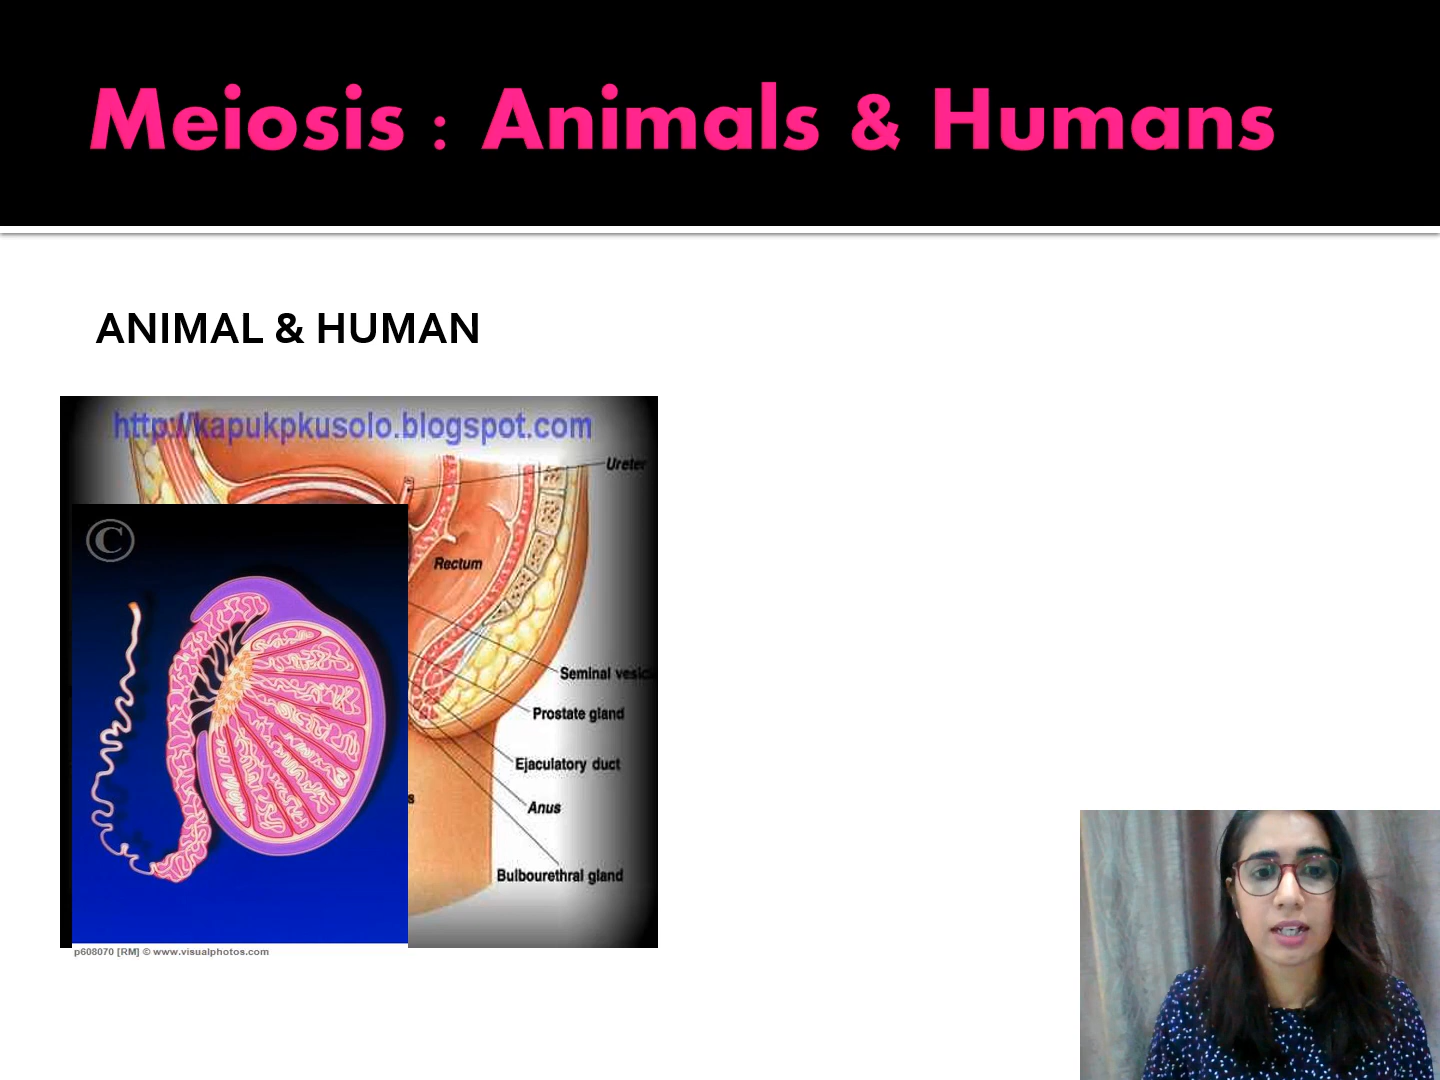 Meiosis : Animals & Humans
ANIMAL & HUMAN
http://kapukpkusolo.blogspot.com
Ureter
©
Rectum
Seminal
Prostate gland
Ejaculatory duct
Anus
Bulbourethral gland
p608070 [RM] © www.visualphotos.com